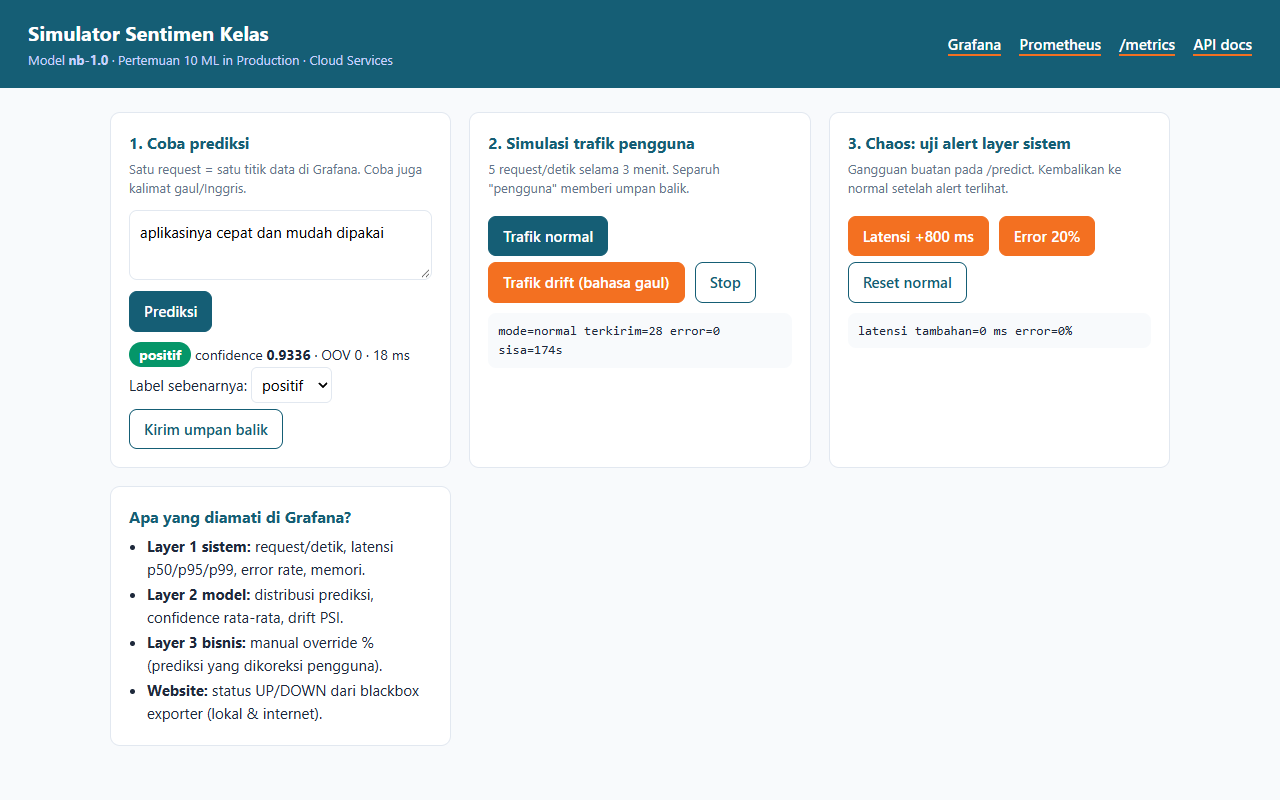 Simulator Sentimen Kelas
Model nb-1.0 · Pertemuan 10 ML in Production · Cloud Services
Grafana Prometheus /metrics API docs
1. Coba prediksi
Satu request = satu titik data di Grafana. Coba juga
kalimat gaul/Inggris.
aplikasinya cepat dan mudah dipakai
Prediksi
positif confidence 0.9336 · OOV 0 · 18 ms
Label sebenarnya: positif
Kirim umpan balik
2. Simulasi trafik pengguna
5 request/detik selama 3 menit. Separuh
"pengguna" memberi umpan balik.
Trafik normal
Trafik drift (bahasa gaul) Stop
mode=normal terkirim=28 error=0
sisa=174s
3. Chaos: uji alert layer sistem
Gangguan buatan pada /predict. Kembalikan ke
normal setelah alert terlihat.
Latensi +800 ms Error 20%
Reset normal
latensi tambahan=0 ms error=0%
Apa yang diamati di Grafana?
• Layer 1 sistem: request/detik, latensi
p50/p95/p99, error rate, memori.
• Layer 2 model: distribusi prediksi,
confidence rata-rata, drift PSI.
• Layer 3 bisnis: manual override %
(prediksi yang dikoreksi pengguna).
• Website: status UP/DOWN dari blackbox
exporter (lokal & internet).